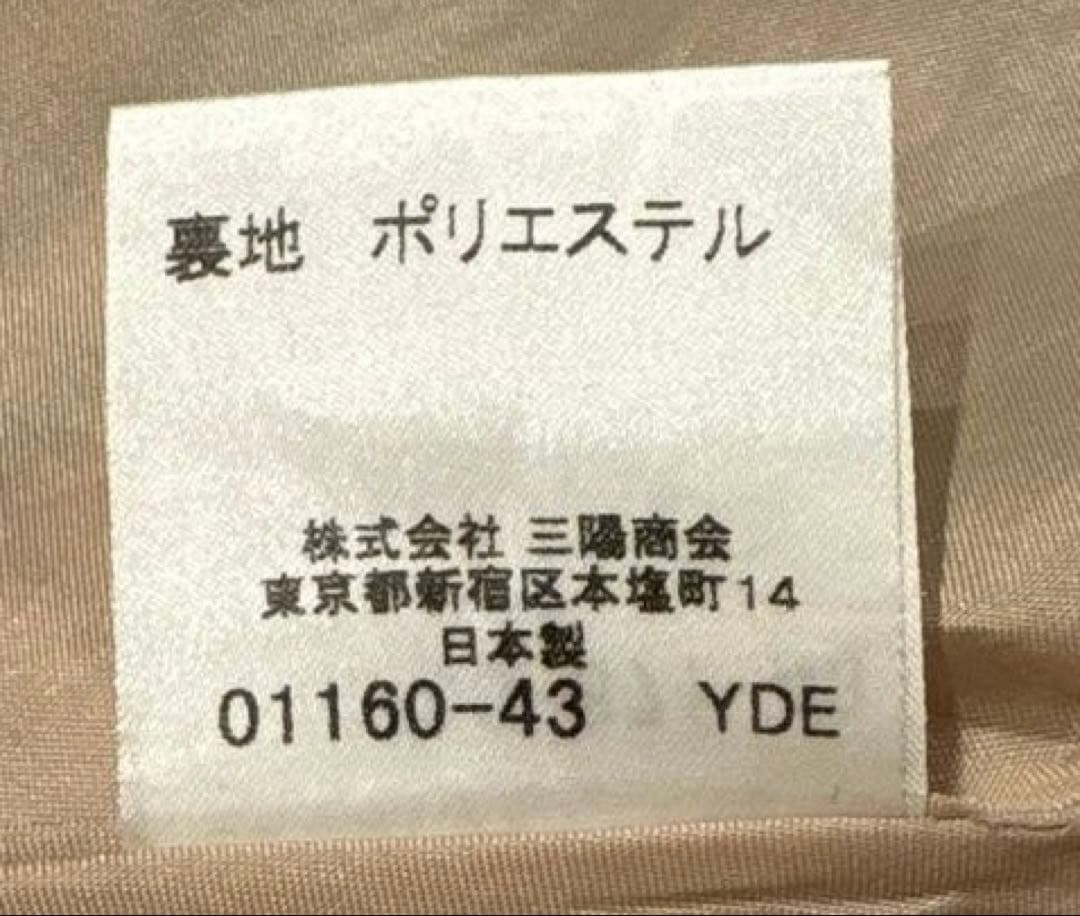 裏地　ポリエステル
株式会社 三陽商会
東京都新宿区本塩町14
日本製
01160-43　YDE